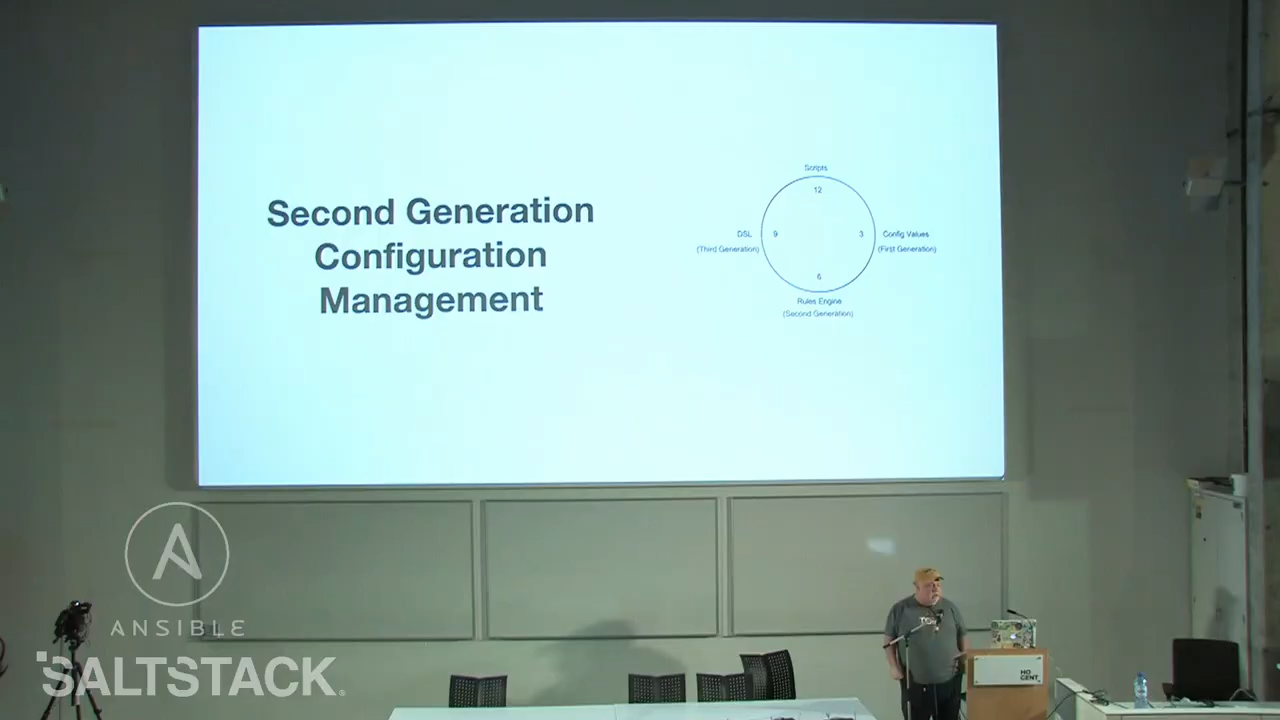 Second Generation
Configuration
Management
Scripts
12
DSL
9
3
Config Values
(Third Generation)
(First Generation)
6
Rules Engine
(Second Generation)
ANSIBLE
SALTSTACK
HO
GENT